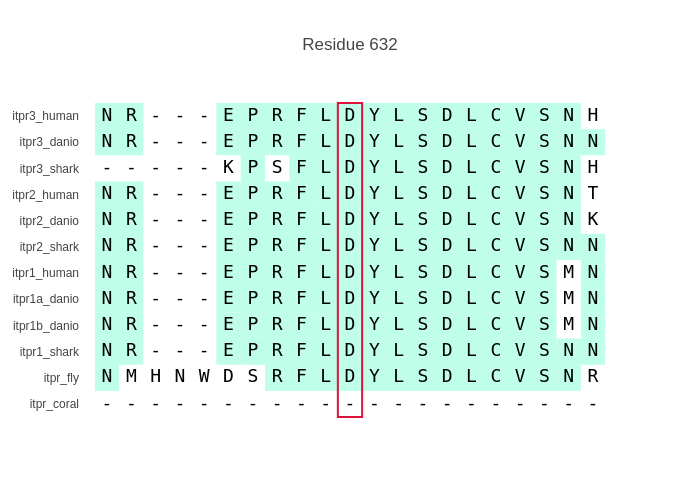 Residue 632
itpr3_human N R - - - E P R F L D Y L S D L C V S N H
itpr3_danio N R - - - E P R F L D Y L S D L C V S N N
itpr3_shark - - - - - K P S F L D Y L S D L C V S N H
itpr2_human N R - - - E P R F L D Y L S D L C V S N T
itpr2_danio N R - - - E P R F L D Y L S D L C V S N K
itpr2_shark N R - - - E P R F L D Y L S D L C V S N N
itpr1_human N R - - - E P R F L D Y L S D L C V S M N
itpr1a_danio N R - - - E P R F L D Y L S D L C V S M N
itpr1b_danio N R - - - E P R F L D Y L S D L C V S M N
itpr1_shark N R - - - E P R F L D Y L S D L C V S N N
itpr_fly N M H N W D S R F L D Y L S D L C V S N R
itpr_coral - - - - - - - - - - - - - - - - - - - - -